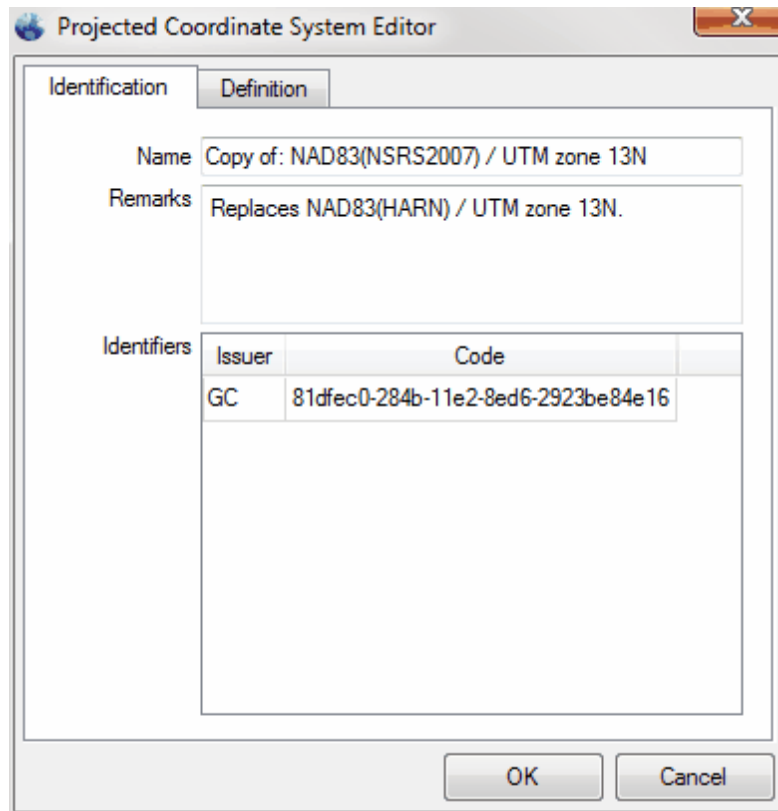 Projected Coordinate System Editor
X
Identification Definition
Name Copy of: NAD83(NSRS2007) / UTM zone 13N
Remarks Replaces NAD83(HARN) / UTM zone 13N.
Identifiers Issuer Code
GC 81dfec0-284b-11e2-8ed6-2923be84e16
OK Cancel